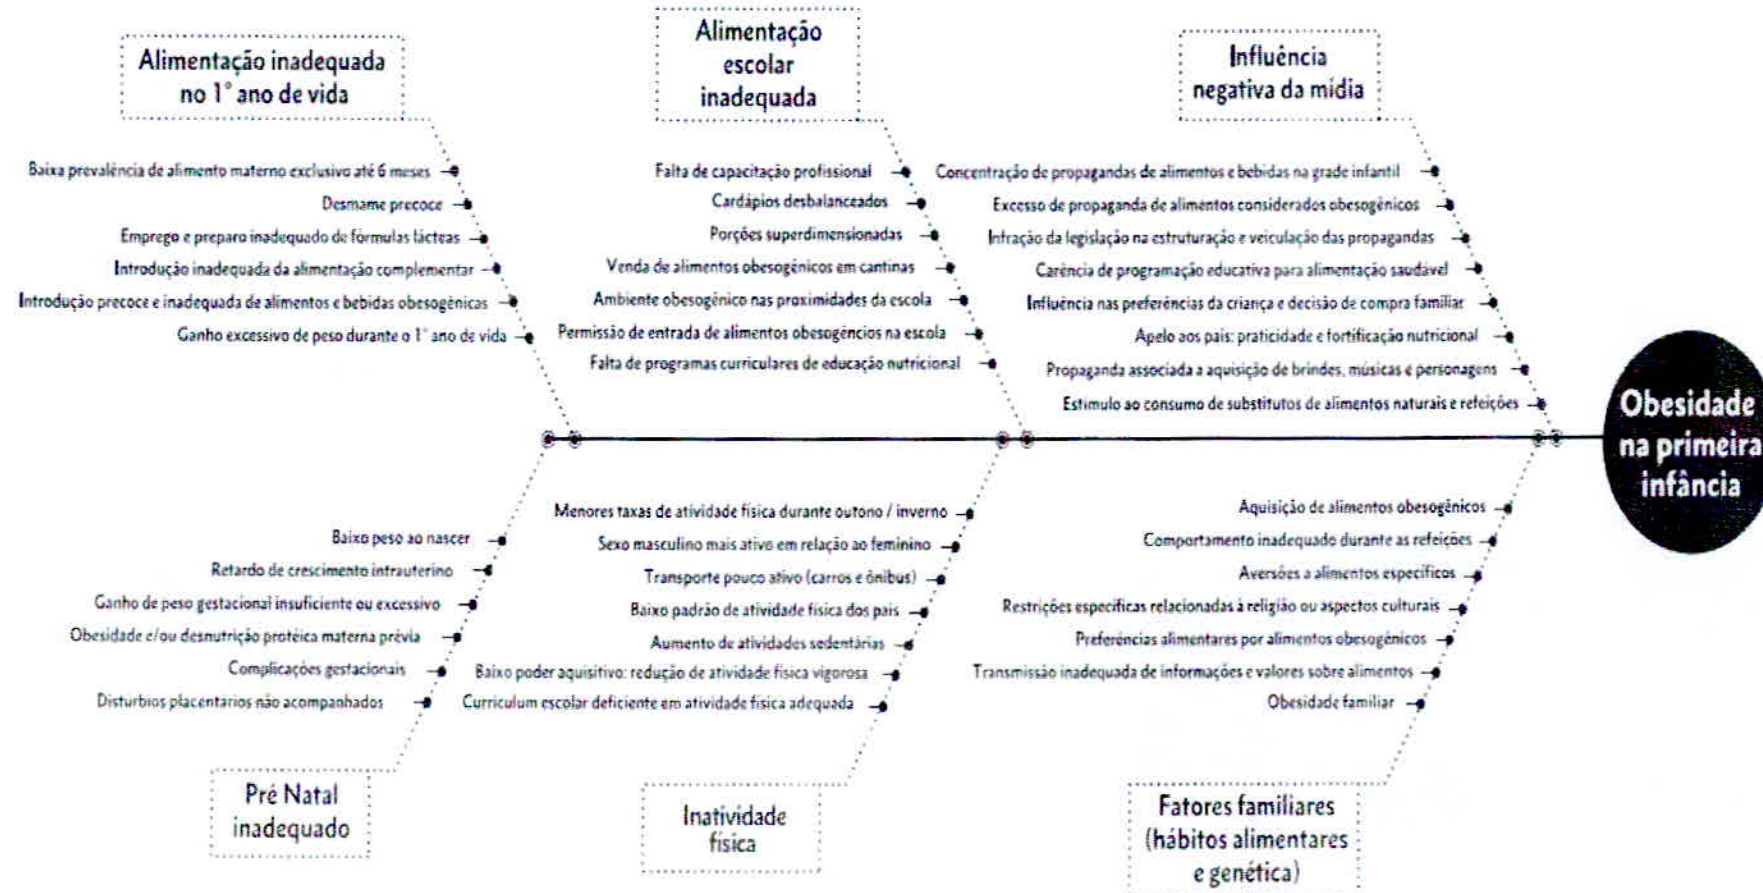 Alimentação inadequada
no 1° ano de vida
Baixa prevalência de alimento materno exclusivo até 6 meses
Desmame precoce
Emprego e preparo inadequado de fórmulas lácteas
Introdução inadequada da alimentação complementar
Introdução precoce e inadequada de alimentos e bebidas obesogênicas
Ganho excessivo de peso durante o 1° ano de vida
Alimentação
escolar
inadequada
Falta de capacitação profissional
Cardápios desbalanceados
Porções superdimensionadas
Venda de alimentos obesogênicos em cantinas
Ambiente obesogênico nas proximidades da escola
Permissão de entrada de alimentos obesogêncios na escola
Falta de programas curriculares de educação nutricional
Influência
negativa da mídia
Concentração de propagandas de alimentos e bebidas na grade infantil
Excesso de propaganda de alimentos considerados obesogênicos
Infração da legislação na estruturação e veiculação das propagandas
Carência de programação educativa para alimentação saudável
Influência nas preferências da criança e decisão de compra familiar
Apelo aos pais: praticidade e fortificação nutricional
Propaganda associada a aquisição de brindes, músicas e personagens
Estímulo ao consumo de substitutos de alimentos naturais e refeições
Obesidade
na primeira
infância
Baixo peso ao nascer
Retardo de crescimento intrauterino
Ganho de peso gestacional insuficiente ou excessivo
Obesidade e/ou desnutrição protéica materna prévia
Complicações gestacionais
Distúrbios placentários não acompanhados
Pré Natal
inadequado
Menores taxas de atividade física durante outono / inverno
Sexo masculino mais ativo em relação ao feminino
Transporte pouco ativo (carros e ônibus)
Baixo padrão de atividade física dos pais
Aumento de atividades sedentárias
Baixo poder aquisitivo: redução de atividade física vigorosa
Curriculum escolar deficiente em atividade física adequada
Inatividade
física
Aquisição de alimentos obesogênicos
Comportamento inadequado durante as refeições
Aversões a alimentos específicos
Restrições específicas relacionadas à religião ou aspectos culturais
Preferências alimentares por alimentos obesogênicos
Transmissão inadequada de informações e valores sobre alimentos
Obesidade familiar
Fatores familiares
(hábitos alimentares
e genética)